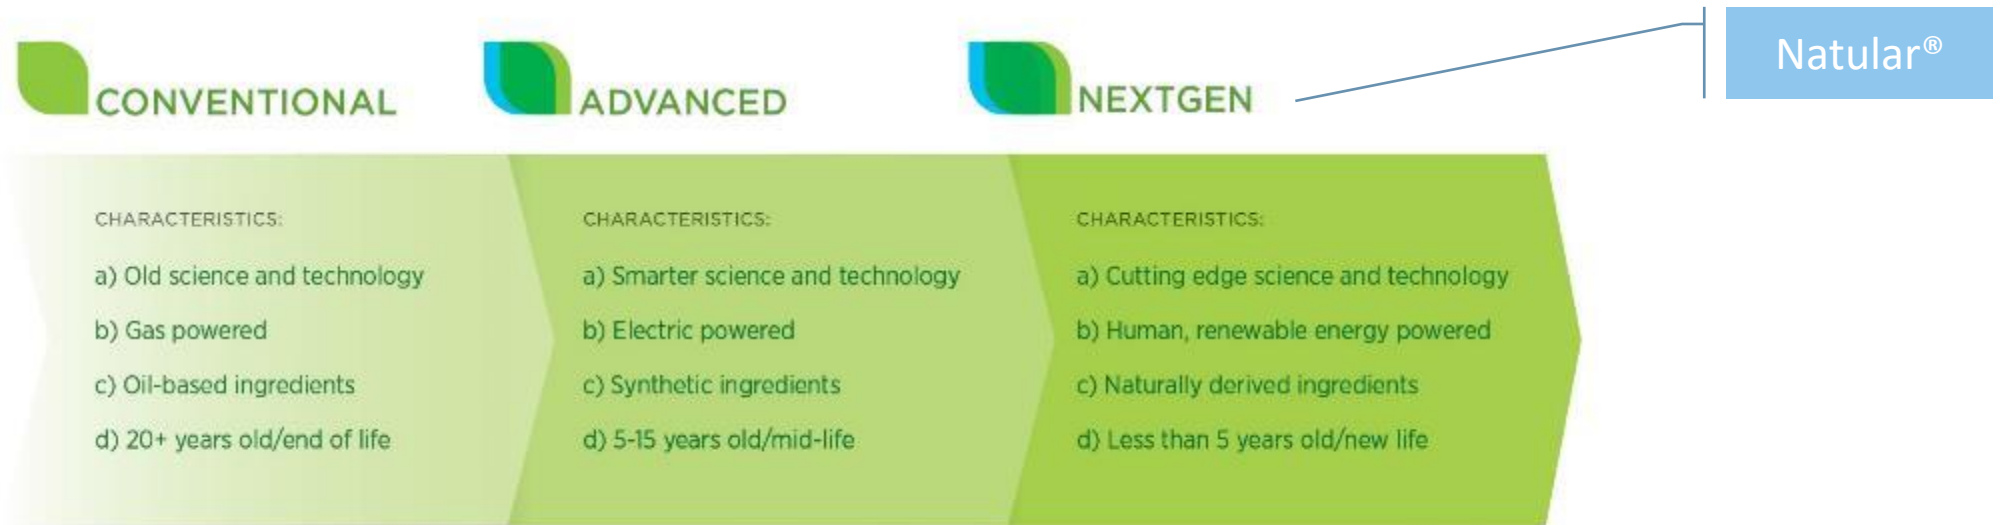 CONVENTIONAL
ADVANCED
NEXTGEN
Natular®
CHARACTERISTICS:
a) Old science and technology
b) Gas powered
c) Oil-based ingredients
d) 20+ years old/end of life
CHARACTERISTICS:
a) Smarter science and technology
b) Electric powered
c) Synthetic ingredients
d) 5-15 years old/mid-life
CHARACTERISTICS:
a) Cutting edge science and technology
b) Human, renewable energy powered
c) Naturally derived ingredients
d) Less than 5 years old/new life